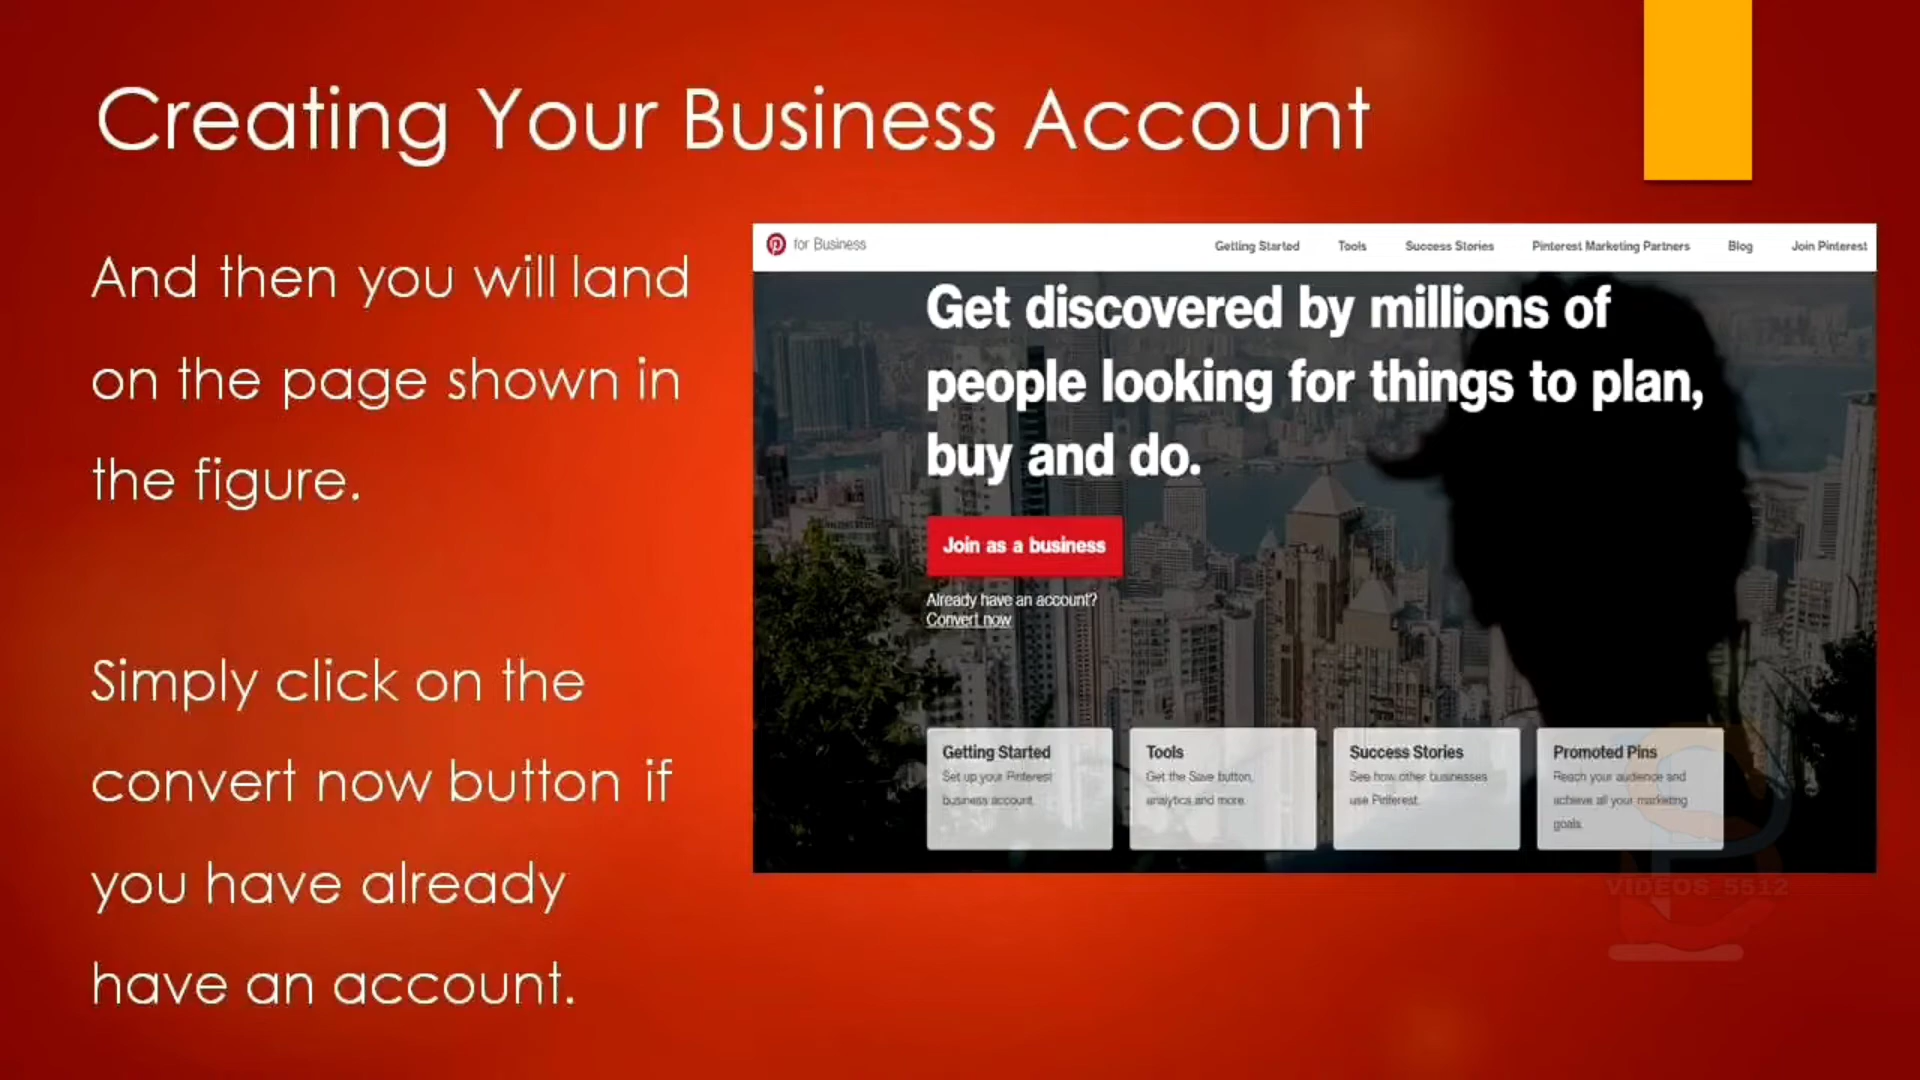 Creating Your Business Account
And then you will land
on the page shown in
the figure.
Simply click on the
convert now button if
you have already
have an account.
for Business
Getting Started Tools Success Stories Pinterest Marketing Partners Blog Join Pinterest
Get discovered by millions of
people looking for things to plan,
buy and do.
Join as a business
Already have an account?
Convert now
Getting Started
Set up your Pinterest
business account.
Tools
Get the Save button,
analytics and more.
Success Stories
See how other businesses
use Pinterest.
Promoted Pins
Reach your audience and
achieve all your marketing
goals.
VIDEOS_5512